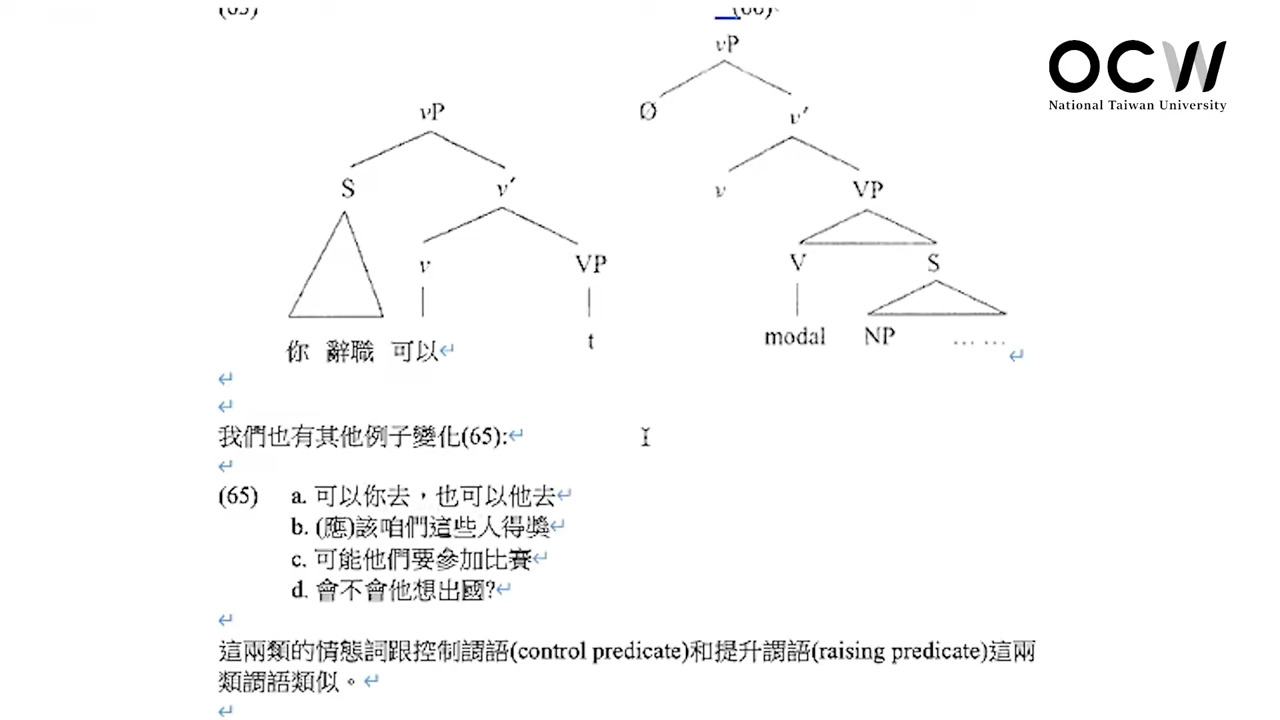 (65)
(66)
OCW
National Taiwan University
vP
Ø
v′
v
VP
V
S
modal
NP
... ...
vP
S
v′
v
VP
你 辭職 可以
t
我們也有其他例子變化(65):
(65) a. 可以你去，也可以他去
b. (應)該咱們這些人得獎
c. 可能他們要參加比賽
d. 會不會他想出國?
這兩類的情態詞跟控制謂語(control predicate)和提升謂語(raising predicate)這兩
類謂語類似。